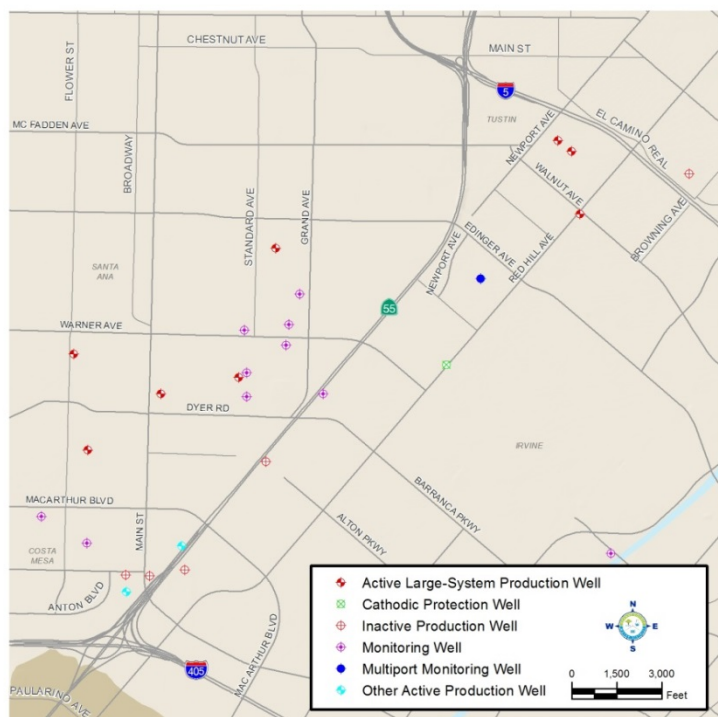 CHESTNUT AVE
MAIN ST
FLOWER ST
5
TUSTIN
MC FADDEN AVE
BROADWAY
NEWPORT AVE
EL CAMINO REAL
WALNUT AVE
STANDARD AVE
GRAND AVE
BROWNING AVE
EDINGER AVE
NEWPORT AVE
RED HILL AVE
SANTA
ANA
55
WARNER AVE
DYER RD
IRVINE
BARRANCA PKWY
MACARTHUR BLVD
ALTON PKWY
MAIN ST
COSTA
MESA
ANTON BLVD
MAC ARTHUR BLVD
405
PAULARINO AVE
Active Large-System Production Well
Cathodic Protection Well
Inactive Production Well
Monitoring Well
Multiport Monitoring Well
Other Active Production Well
N
W E
S
0 1,500 3,000
Feet